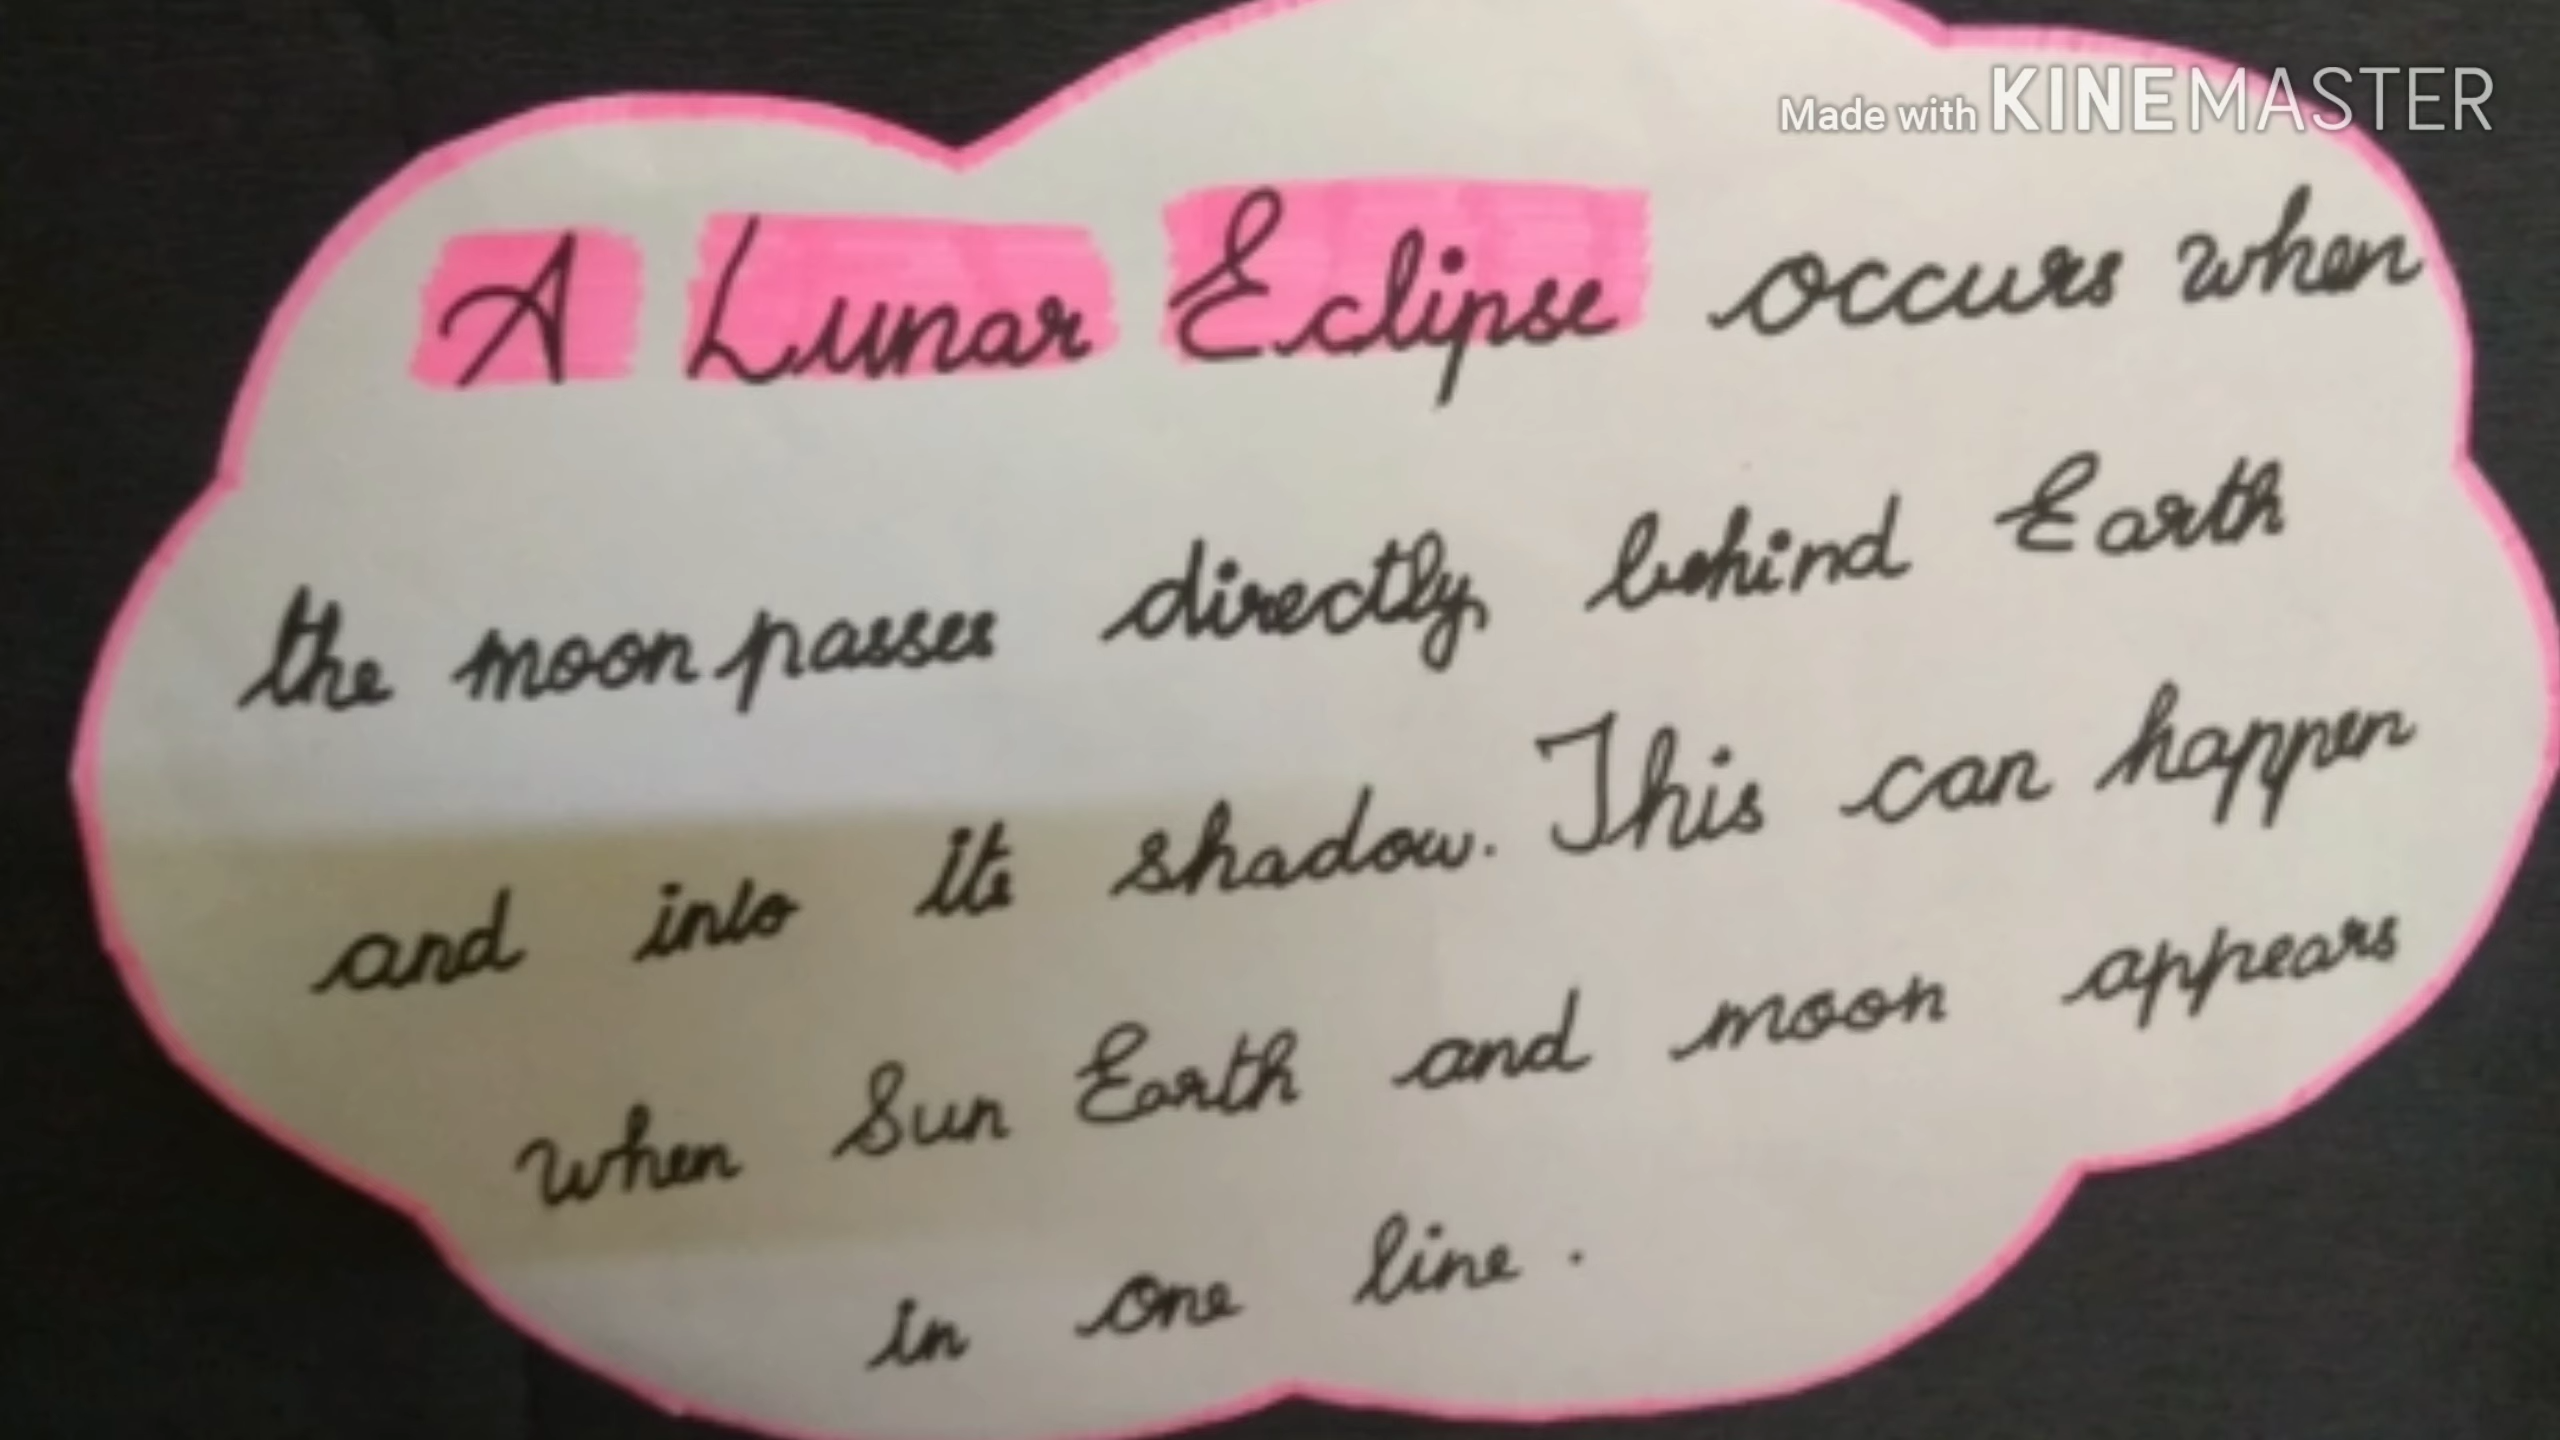 Made with KINEMASTER
A Lunar Eclipse occurs when
the moon passes directly behind Earth
and into its shadow. This can happen
when Sun Earth and moon appears
in one line.